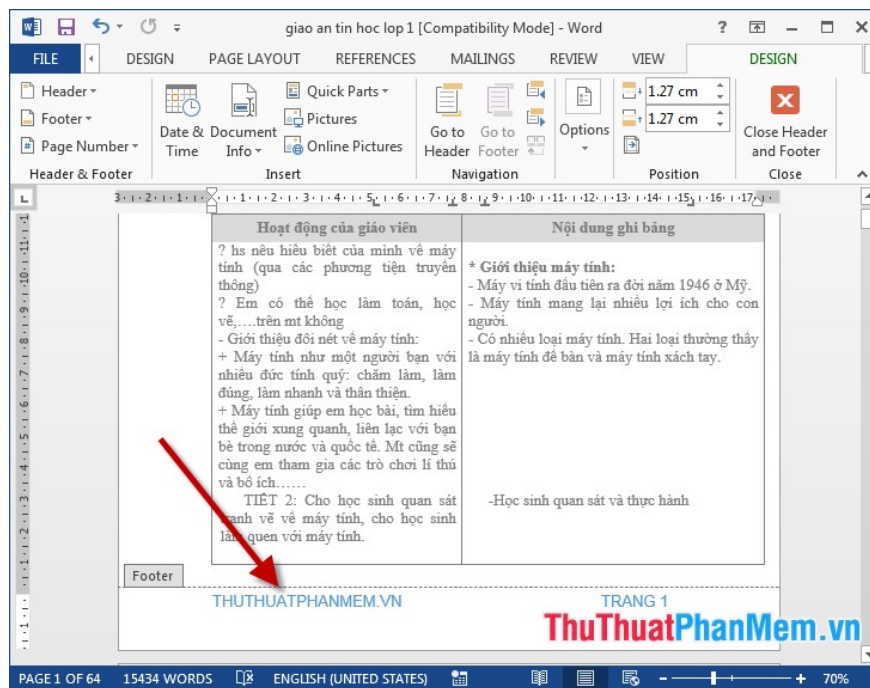 giao an tin hoc lop 1 [Compatibility Mode] - Word
FILE DESIGN PAGE LAYOUT REFERENCES MAILINGS REVIEW VIEW DESIGN
Header
Footer
Page Number
Header & Footer
Date & Time
Document Info
Quick Parts
Pictures
Online Pictures
Insert
Go to Header
Go to Footer
Navigation
Options
1.27 cm
1.27 cm
Position
Close Header and Footer
Close
Hoạt động của giáo viên
? hs nêu hiểu biết của mình về máy
tính (qua các phương tiện truyền
thông)
? Em có thể học làm toán, học
vẽ,….trên mt không
- Giới thiệu đôi nét về máy tính:
+ Máy tính như một người bạn với
nhiều đức tính quý: chăm làm, làm
đúng, làm nhanh và thân thiện.
+ Máy tính giúp em học bài, tìm hiểu
thế giới xung quanh, liên lạc với bạn
bè trong nước và quốc tế. Mt cũng sẽ
cùng em tham gia các trò chơi lí thú
và bổ ích……
TIẾT 2: Cho học sinh quan sát
tranh vẽ về máy tính, cho học sinh
làm quen với máy tính.
Nội dung ghi bảng
* Giới thiệu máy tính:
- Máy vi tính đầu tiên ra đời năm 1946 ở Mỹ.
- Máy tính mang lại nhiều lợi ích cho con
người.
- Có nhiều loại máy tính. Hai loại thường thấy
là máy tính để bàn và máy tính xách tay.
-Học sinh quan sát và thực hành
Footer
THUTHUATPHANMEM.VN TRANG 1
ThuThuatPhanMem.vn
PAGE 1 OF 64 15434 WORDS ENGLISH (UNITED STATES) 70%